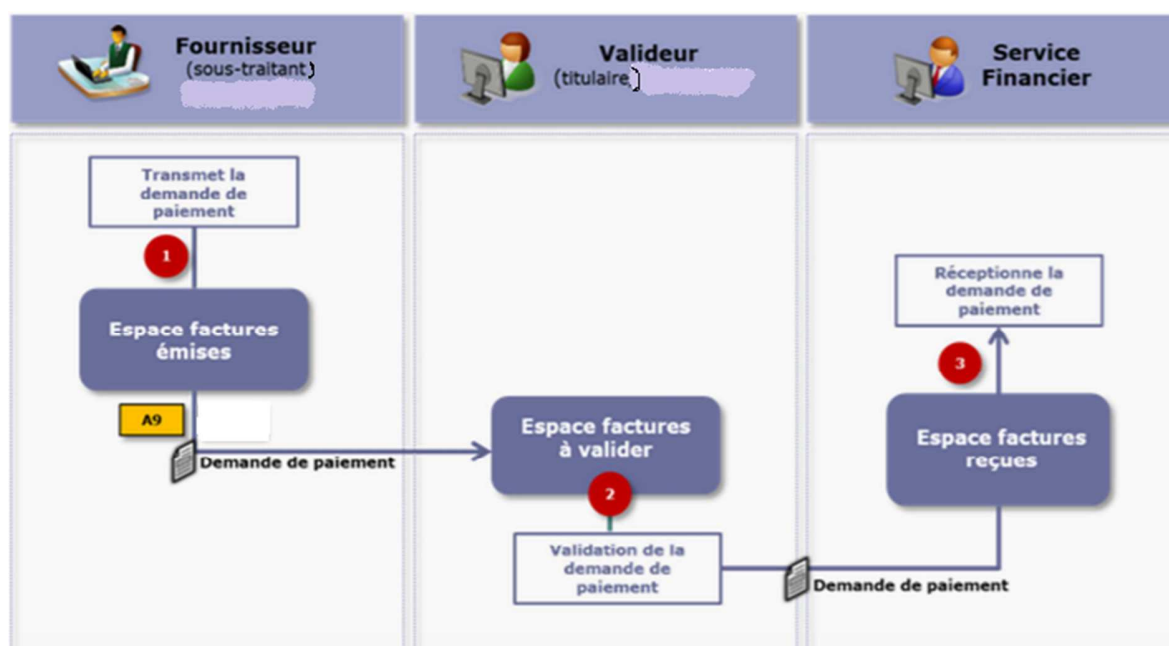 Fournisseur
(sous-traitant)
Valideur
(titulaire)
Service
Financier
Transmet la
demande de
paiement
1
Espace factures
émises
A9
Demande de paiement
Espace factures
à valider
2
Validation de la
demande de
paiement
Demande de paiement
Réceptionne la
demande de
paiement
3
Espace factures
reçues